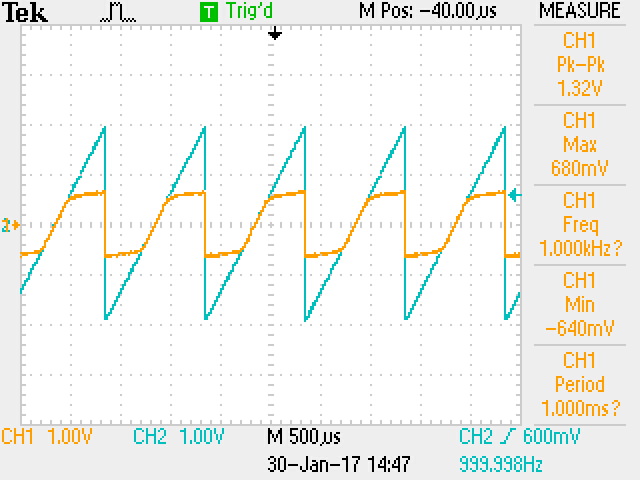 Tek T Trig'd M Pos: -40.00µs MEASURE
CH1
Pk-Pk
1.32V
CH1
Max
680mV
CH1
Freq
1.000kHz?
CH1
Min
-640mV
CH1
Period
1.000ms?
2
CH1 1.00V CH2 1.00V M 500µs CH2 600mV
30-Jan-17 14:47 999.998Hz